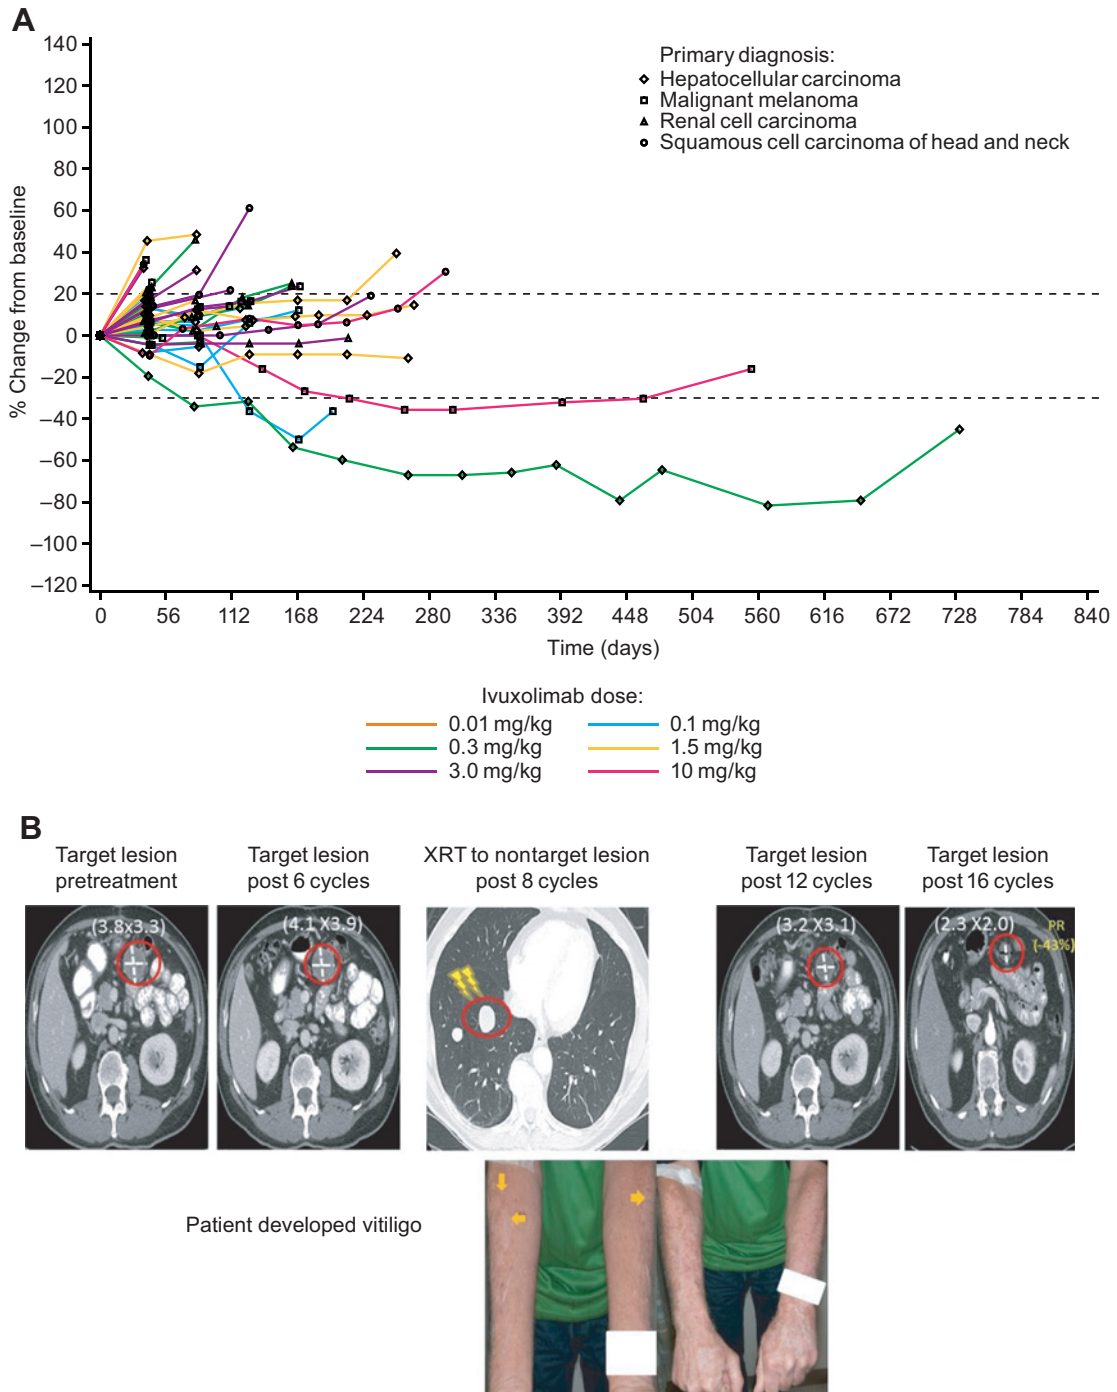 A
140
120
100
80
60
40
20
0
–20
–40
–60
–80
–100
–120
% Change from baseline
Primary diagnosis:
Hepatocellular carcinoma
Malignant melanoma
Renal cell carcinoma
Squamous cell carcinoma of head and neck
0 56 112 168 224 280 336 392 448 504 560 616 672 728 784 840
Time (days)
Ivuxolimab dose:
0.01 mg/kg 0.1 mg/kg
0.3 mg/kg 1.5 mg/kg
3.0 mg/kg 10 mg/kg
B
Target lesion
pretreatment
Target lesion
post 6 cycles
XRT to nontarget lesion
post 8 cycles
Target lesion
post 12 cycles
Target lesion
post 16 cycles
(3.8x3.3)
(4.1 X3.9)
(3.2 X3.1)
(2.3 X2.0)
PR
(-43%)
Patient developed vitiligo